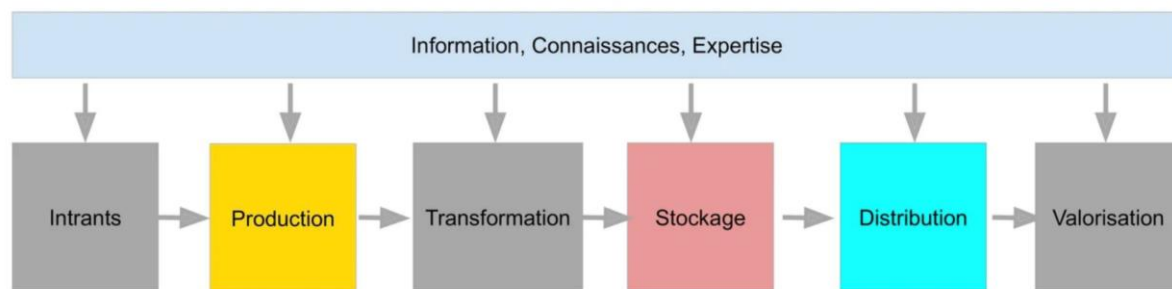 Information, Connaissances, Expertise
Intrants
Production
Transformation
Stockage
Distribution
Valorisation